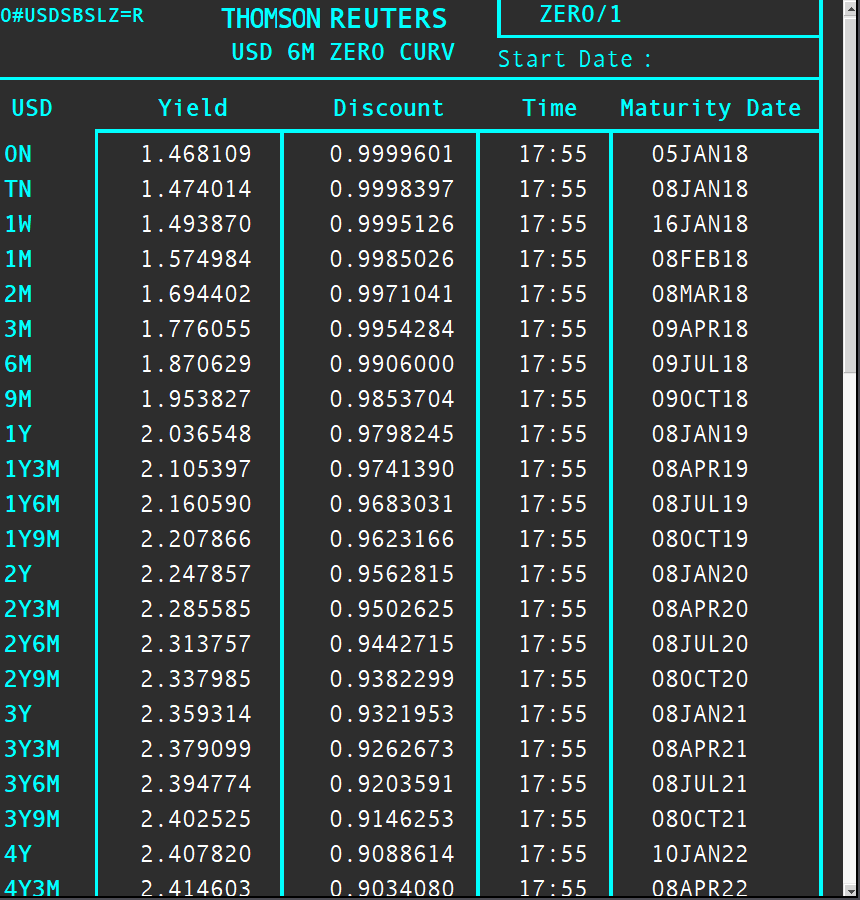 0#USDSBSLZ=R THOMSON REUTERS ZERO/1
USD 6M ZERO CURV Start Date :
USD Yield Discount Time Maturity Date
ON 1.468109 0.9999601 17:55 05JAN18
TN 1.474014 0.9998397 17:55 08JAN18
1W 1.493870 0.9995126 17:55 16JAN18
1M 1.574984 0.9985026 17:55 08FEB18
2M 1.694402 0.9971041 17:55 08MAR18
3M 1.776055 0.9954284 17:55 09APR18
6M 1.870629 0.9906000 17:55 09JUL18
9M 1.953827 0.9853704 17:55 09OCT18
1Y 2.036548 0.9798245 17:55 08JAN19
1Y3M 2.105397 0.9741390 17:55 08APR19
1Y6M 2.160590 0.9683031 17:55 08JUL19
1Y9M 2.207866 0.9623166 17:55 08OCT19
2Y 2.247857 0.9562815 17:55 08JAN20
2Y3M 2.285585 0.9502625 17:55 08APR20
2Y6M 2.313757 0.9442715 17:55 08JUL20
2Y9M 2.337985 0.9382299 17:55 08OCT20
3Y 2.359314 0.9321953 17:55 08JAN21
3Y3M 2.379099 0.9262673 17:55 08APR21
3Y6M 2.394774 0.9203591 17:55 08JUL21
3Y9M 2.402525 0.9146253 17:55 08OCT21
4Y 2.407820 0.9088614 17:55 10JAN22
4Y3M 2.414603 0.9034080 17:55 08APR22